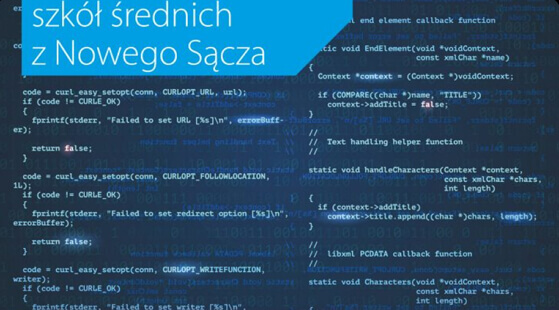 szkół średnich
z Nowego Sącza
}
code = curl_easy_setopt(conn, CURLOPT_URL, url);
if (code != CURLE_OK)
{
fprintf(stderr, "Failed to set URL [%s]\n", errorBuff-
er);
return false;
}
code = curl_easy_setopt(conn, CURLOPT_FOLLOWLOCATION,
1L);
if (code != CURLE_OK)
{
fprintf(stderr, "Failed to set redirect option [%s]\n",
errorBuffer);
return false;
}
code = curl_easy_setopt(conn, CURLOPT_WRITEFUNCTION,
writer);
if (code != CURLE_OK)
{
fprintf(stderr, "Failed to set writer [%s]\n",
end element callback function
static void EndElement(void *voidContext,
const xmlChar *name)
{
Context *context = (Context *)voidContext;
if (COMPARE((char *)name, "TITLE"))
context->addTitle = false;
}
//
// Text handling helper function
//
static void handleCharacters(Context *context,
const xmlChar *chars,
int length)
{
if (context->addTitle)
context->title.append((char *)chars, length);
}
//
// libxml PCDATA callback function
//
static void Characters(void *voidContext,
const xmlChar *chars,
int length)